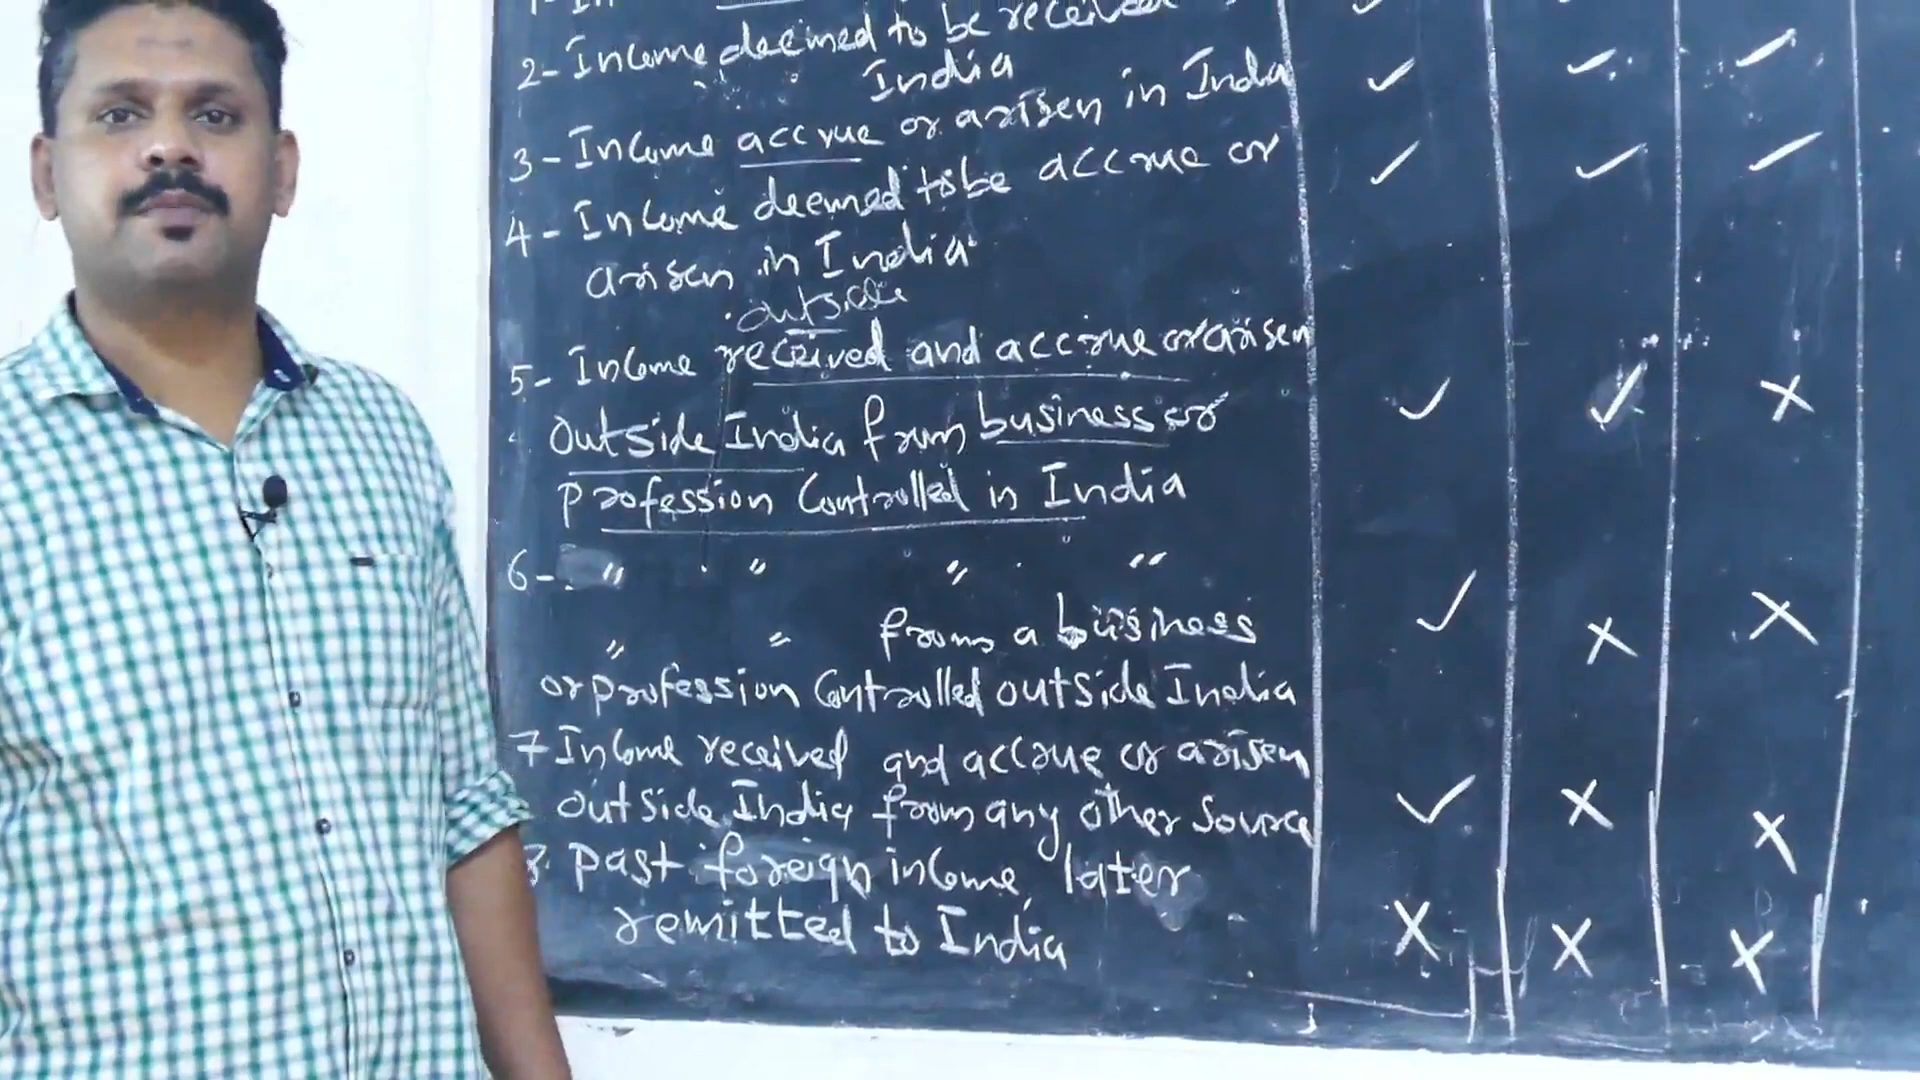 1-In
2-Income deemed to be received ✓ ✓ ✓
India
3-Income accrue or arisen in India ✓ ✓ ✓
4-Income deemed to be accrue or
arisen in India
outside
5-Income received and accrue or arisen ✓ ✓ X
Outside India from business or
profession Controlled in India
6- " " " "
" " from a business ✓ X X
or profession Controlled outside India
7 Income received and accrue or arisen
outside India from any other Source ✓ X X
8. past foreign income later
remitted to India X X X